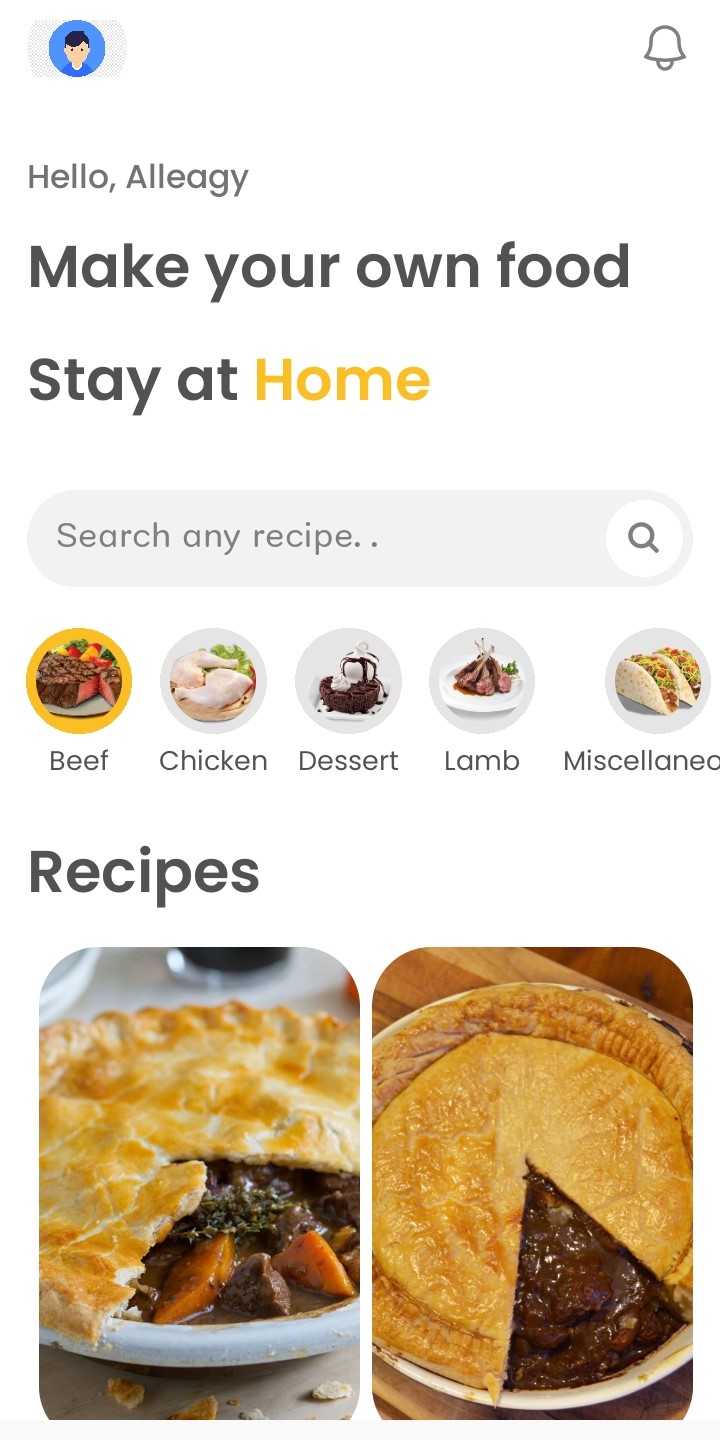 Hello, Alleagy
Make your own food
Stay at Home
Search any recipe. .
Beef Chicken Dessert Lamb Miscellaneo
Recipes